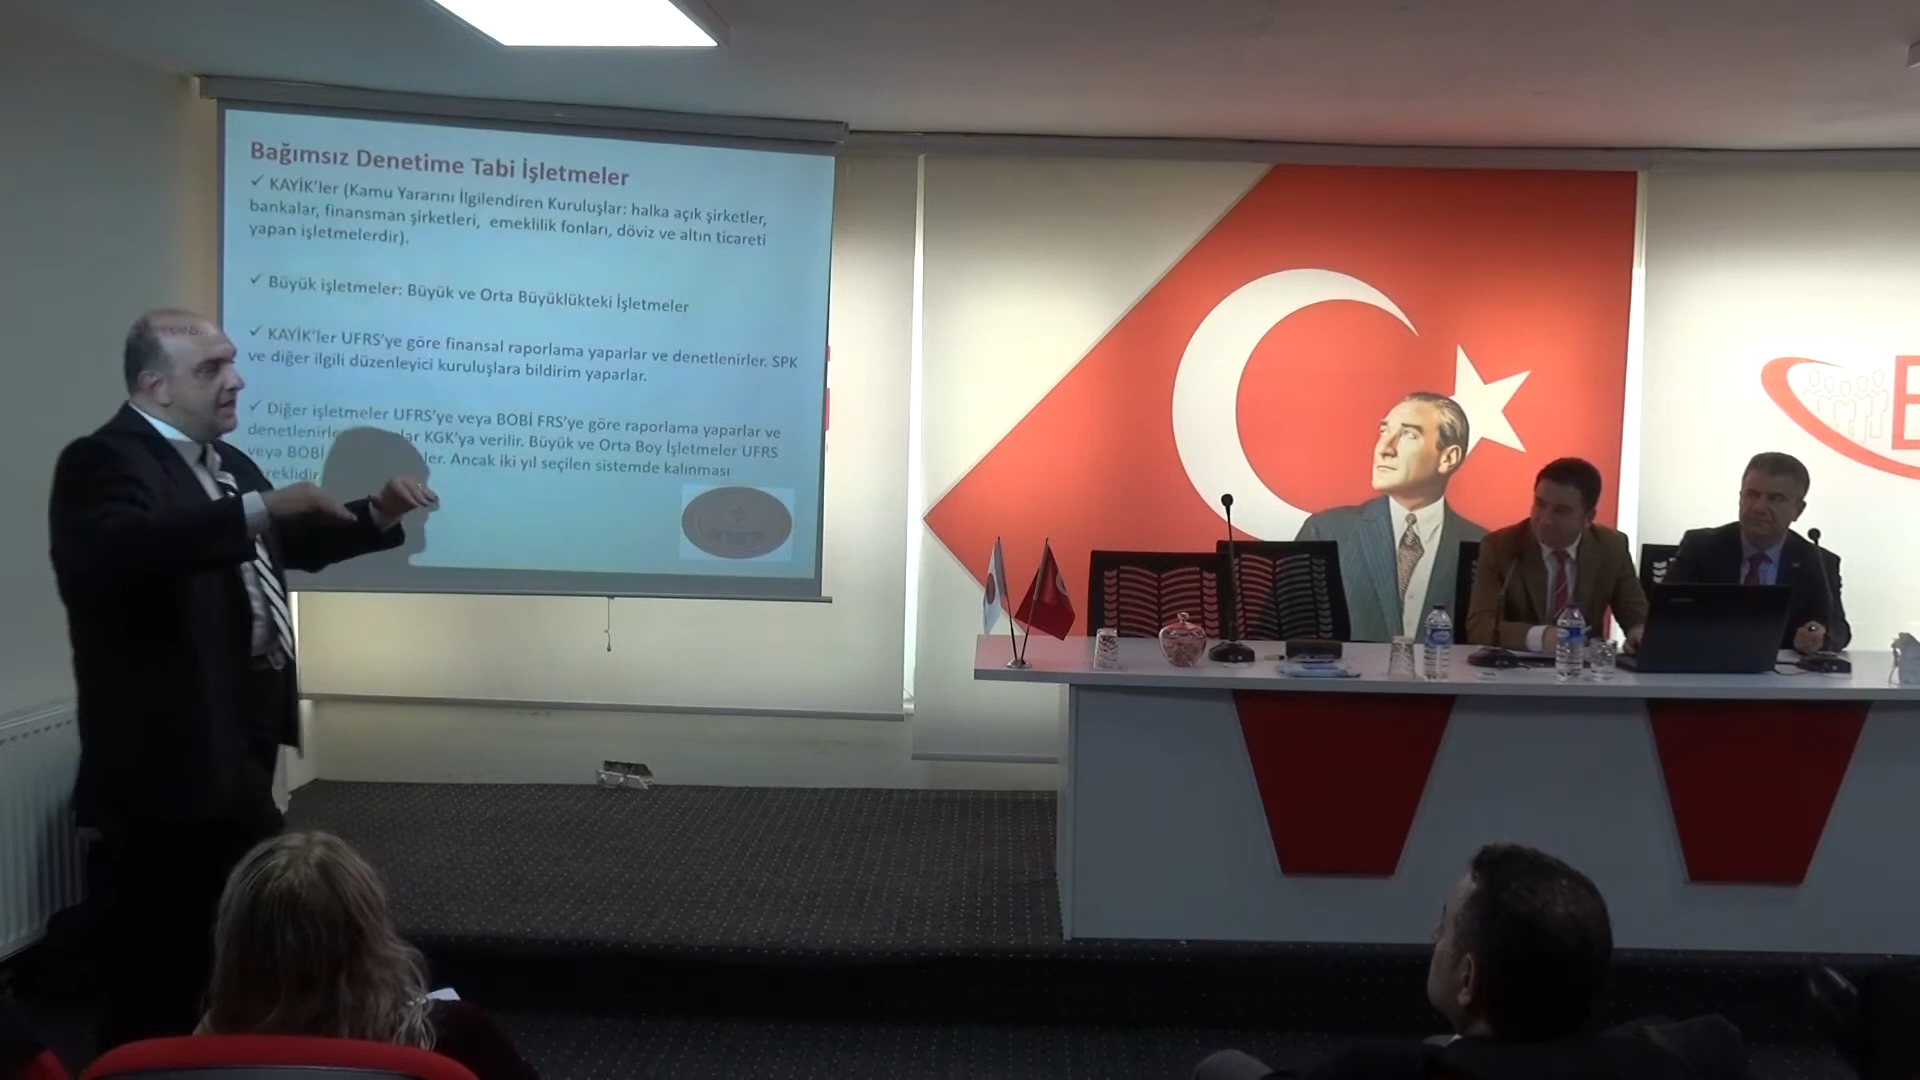 Bağımsız Denetime Tabi İşletmeler
✓ KAYİK'ler (Kamu Yararını İlgilendiren Kuruluşlar: halka açık şirketler,
bankalar, finansman şirketleri, emeklilik fonları, döviz ve altın ticareti
yapan işletmelerdir).
✓ Büyük işletmeler: Büyük ve Orta Büyüklükteki İşletmeler
✓ KAYİK'ler UFRS'ye göre finansal raporlama yaparlar ve denetlenirler. SPK
ve diğer ilgili düzenleyici kuruluşlara bildirim yaparlar.
✓ Diğer işletmeler UFRS'ye veya BOBİ FRS'ye göre raporlama yaparlar ve
KGK'ya verilir. Büyük ve Orta Boy İşletmeler UFRS
veya BOBİ Ancak iki yıl seçilen sistemde kalınması